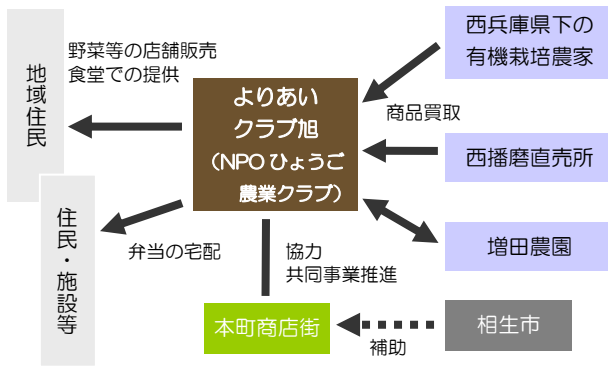 西兵庫県下の
有機栽培農家
野菜等の店舗販売
食堂での提供
地域住民
よりあい
クラブ旭
（NPOひょうご
農業クラブ）
商品買取
西播磨直売所
住民・施設等
弁当の宅配
協力
共同事業推進
増田農園
本町商店街
補助
相生市